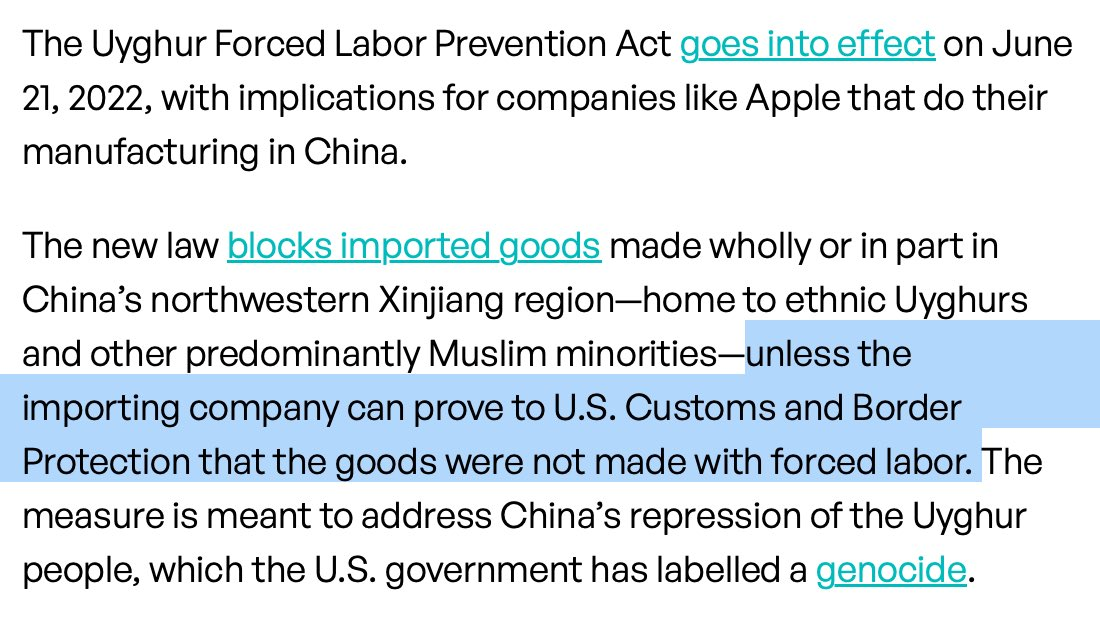 The Uyghur Forced Labor Prevention Act goes into effect on June
21, 2022, with implications for companies like Apple that do their
manufacturing in China.
The new law blocks imported goods made wholly or in part in
China’s northwestern Xinjiang region—home to ethnic Uyghurs
and other predominantly Muslim minorities—unless the
importing company can prove to U.S. Customs and Border
Protection that the goods were not made with forced labor. The
measure is meant to address China’s repression of the Uyghur
people, which the U.S. government has labelled a genocide.